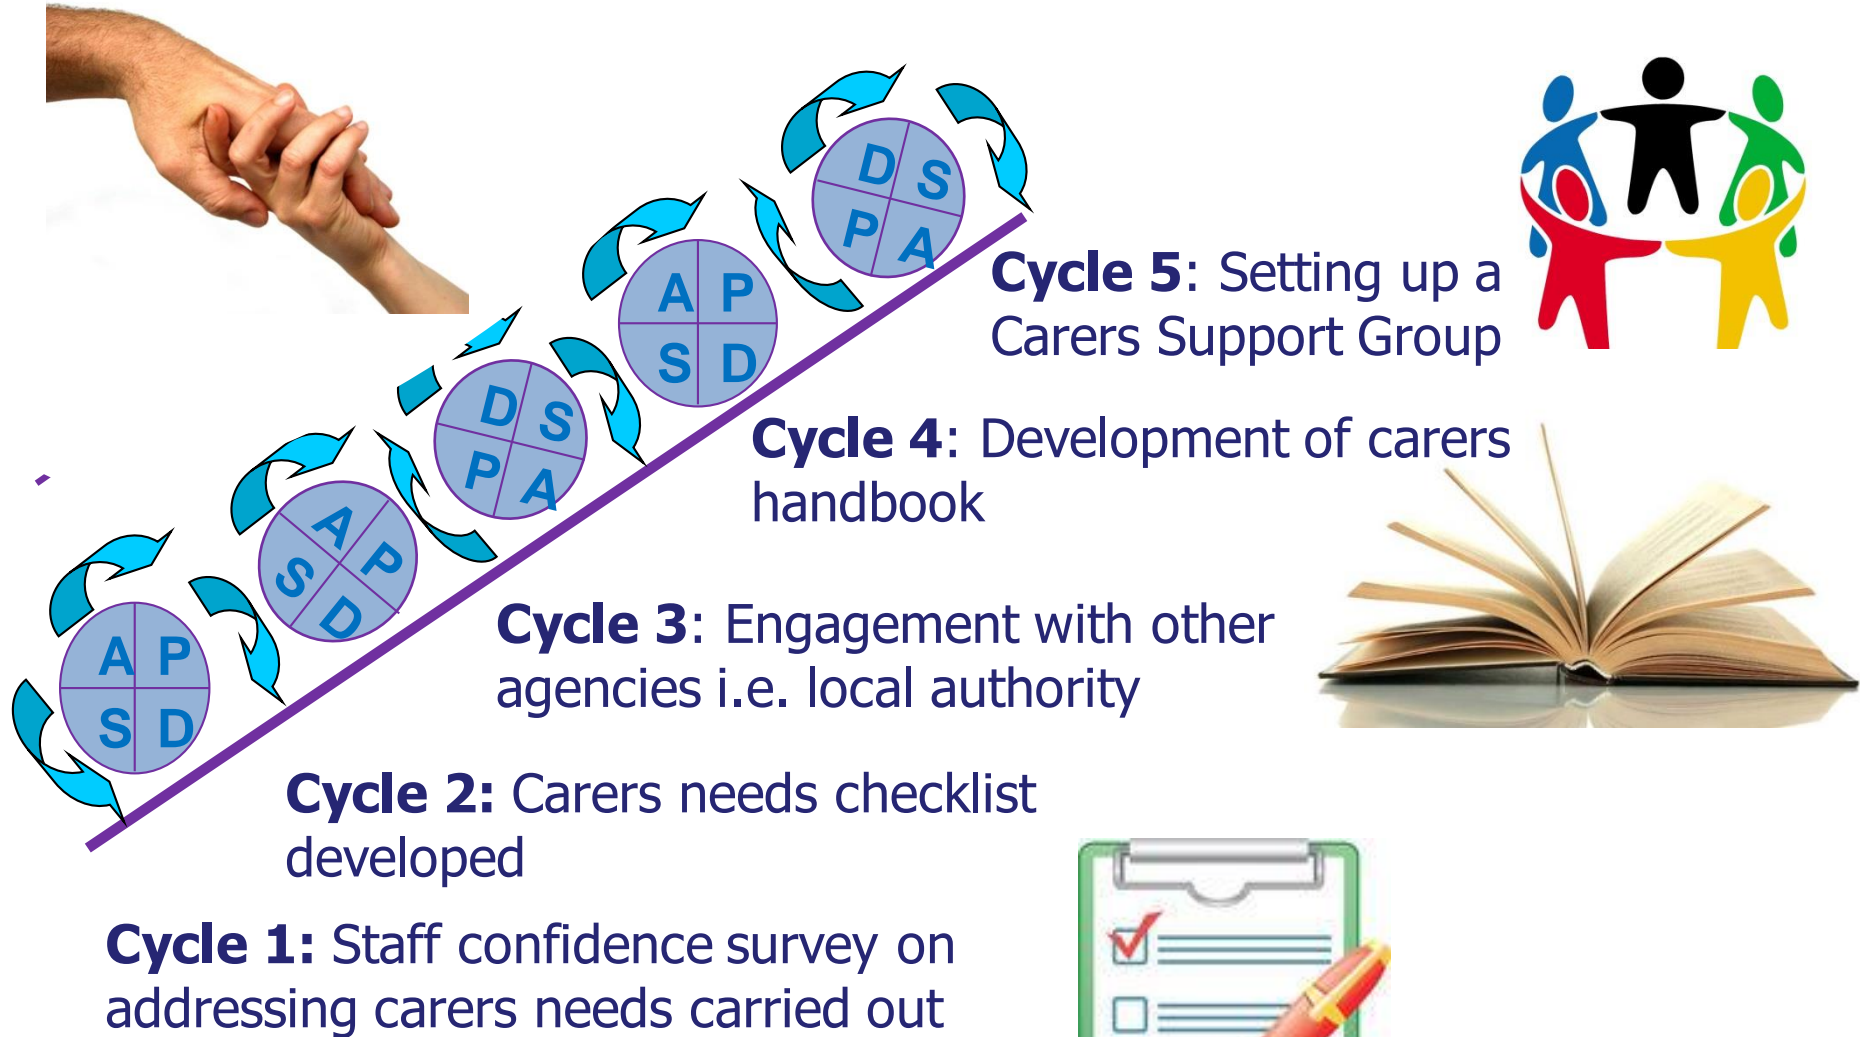 D S
P A
A P
S D
D S
P A
A P
S D
A P
S D
Cycle 5: Setting up a
Carers Support Group
Cycle 4: Development of carers
handbook
Cycle 3: Engagement with other
agencies i.e. local authority
Cycle 2: Carers needs checklist
developed
Cycle 1: Staff confidence survey on
addressing carers needs carried out